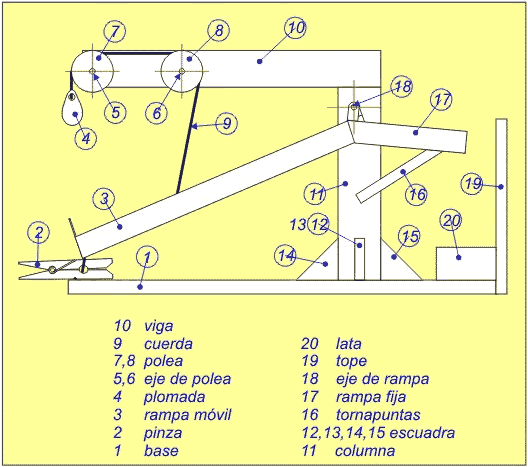 7
8
10
18
17
5
6
4
9
3
11
16
19
13 12
15
20
2
14
1
10 viga
9 cuerda
7,8 polea
5,6 eje de polea
4 plomada
3 rampa móvil
2 pinza
1 base
20 lata
19 tope
18 eje de rampa
17 rampa fija
16 tornapuntas
12,13,14,15 escuadra
11 columna